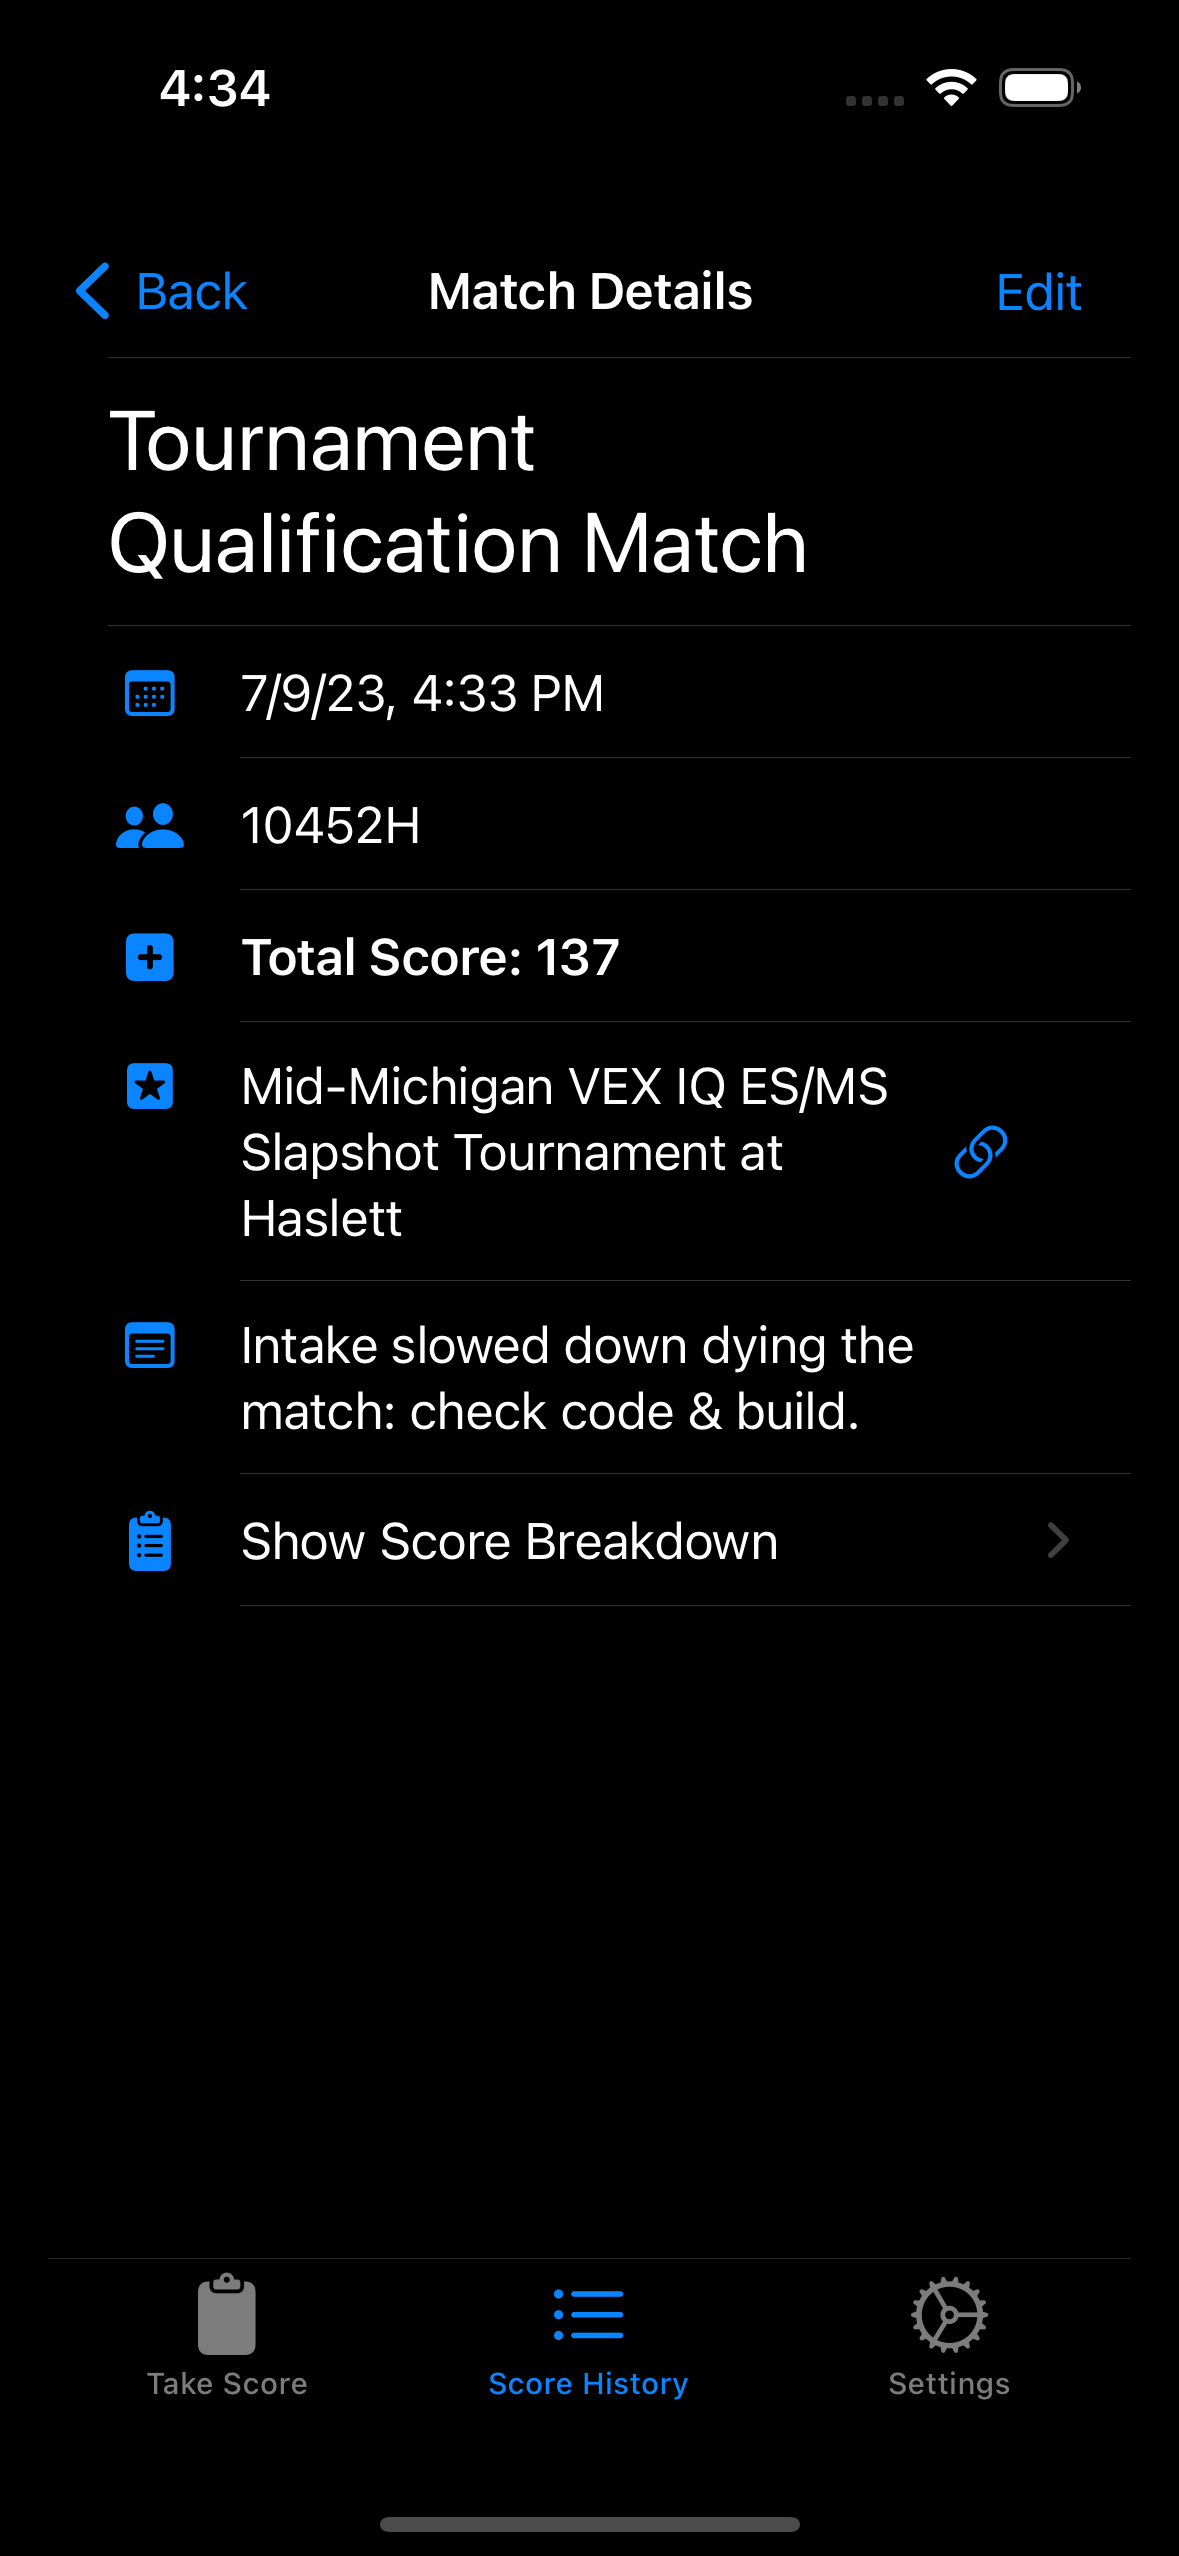 4:34
Back
Match Details
Edit
Tournament
Qualification Match
7/9/23, 4:33 PM
10452H
Total Score: 137
Mid-Michigan VEX IQ ES/MS
Slapshot Tournament at
Haslett
Intake slowed down dying the
match: check code & build.
Show Score Breakdown
Take Score
Score History
Settings